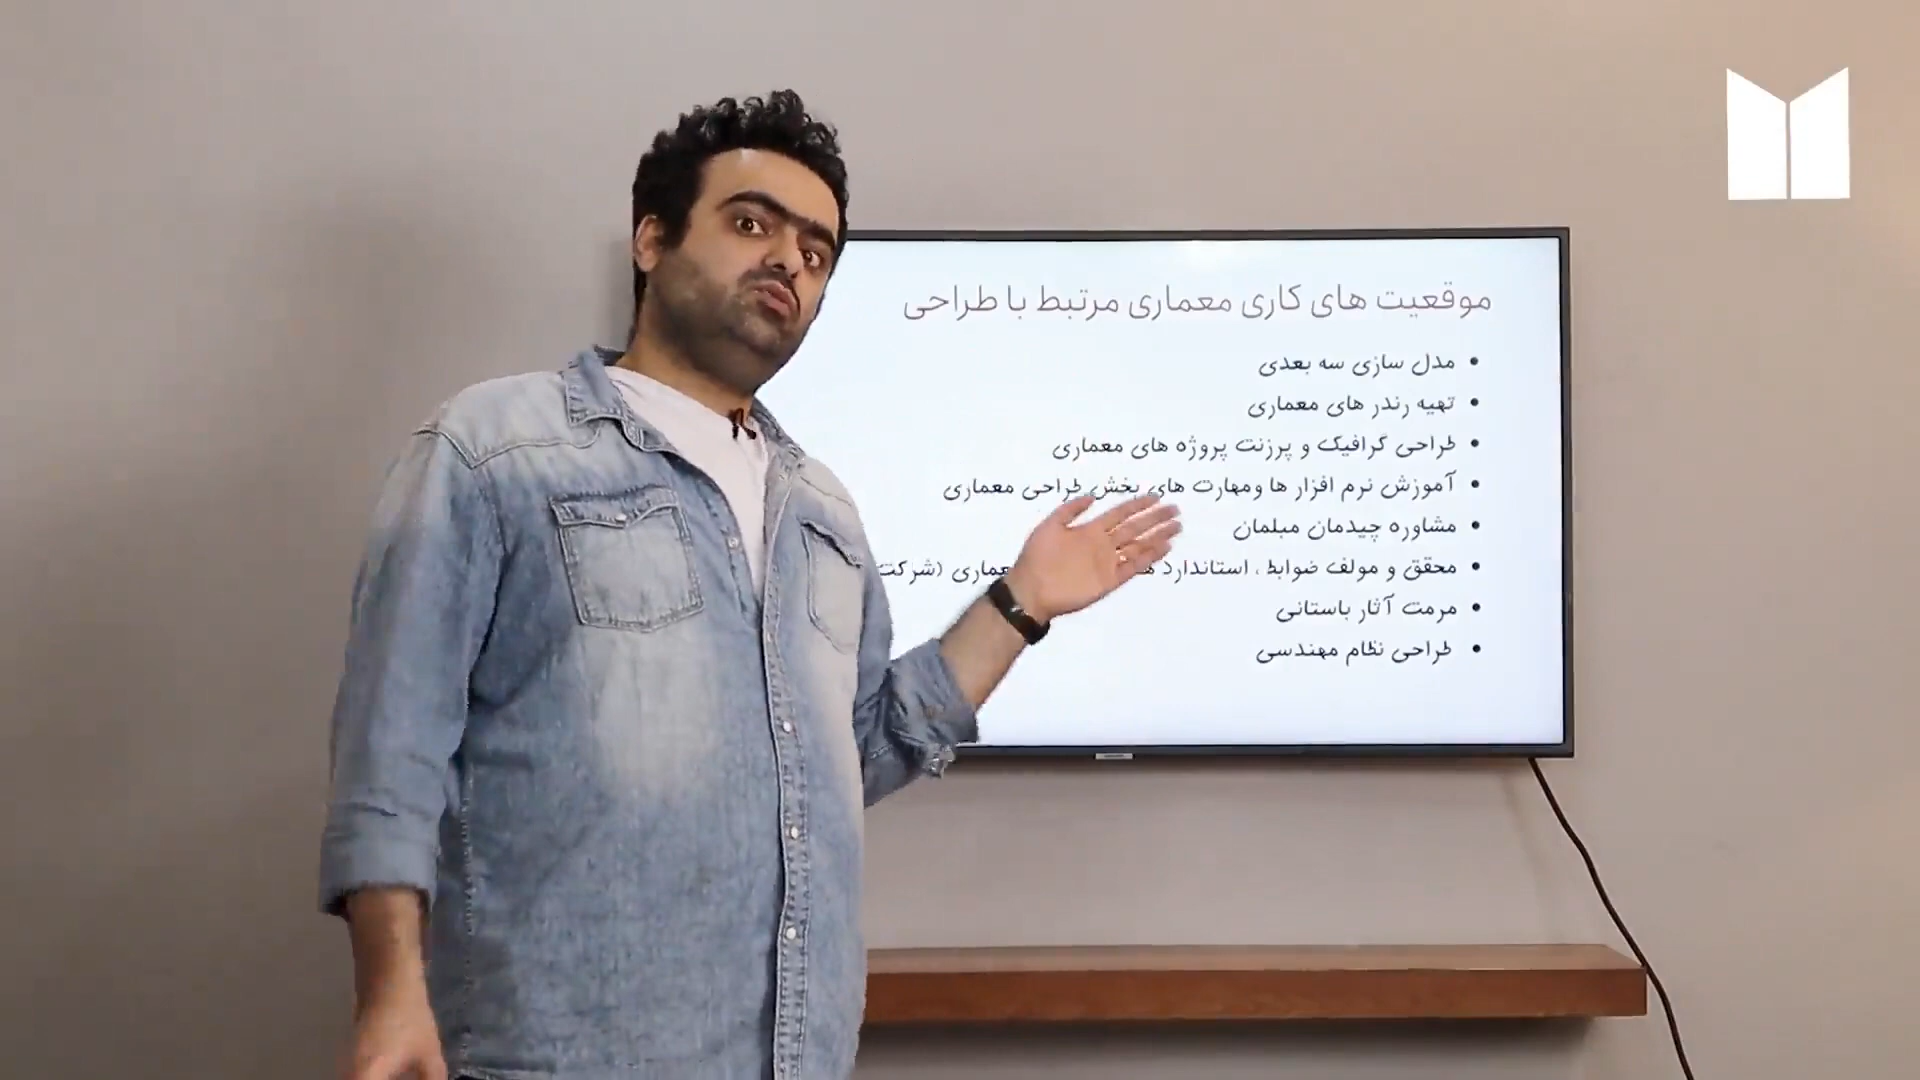 موقعیت های کاری معماری مرتبط با طراحی
• مدل سازی سه بعدی
• تهیه رندر های معماری
• طراحی گرافیک و پرزنت پروژه های معماری
• آموزش نرم افزار ها ومهارت های بخش طراحی معماری
• مشاوره چیدمان مبلمان
• محقق و مولف ضوابط ، استاندارد (شرکت
• مرمت آثار باستانی
• طراحی نظام مهندسی